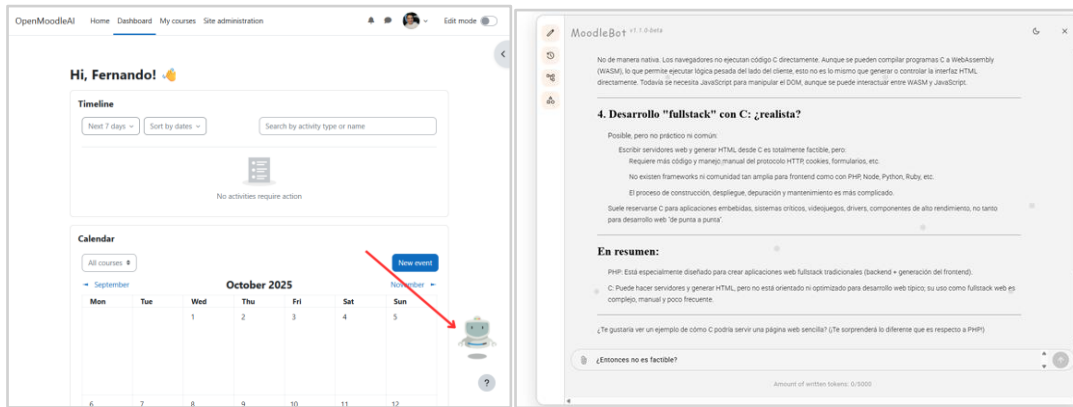 OpenMoodleAI Home Dashboard My courses Site administration Edit mode
Hi, Fernando!
Timeline
Next 7 days Sort by dates Search by activity type or name
No activities require action
Calendar
All courses New event
September October 2025 November
Mon Tue Wed Thu Fri Sat Sun
1 2 3 4 5
6 7 8 9 10 11 12
?
MoodleBot v1.1.0-beta
No de manera nativa. Los navegadores no ejecutan código C directamente. Aunque se pueden compilar programas C a WebAssembly
(WASM), lo que permite ejecutar lógica pesada del lado del cliente, esto no es lo mismo que generar o controlar la interfaz HTML
directamente. Todavía se necesita JavaScript para manipular el DOM, aunque se puede interactuar entre WASM y JavaScript.
4. Desarrollo "fullstack" con C: ¿realista?
Posible, pero no práctico ni común:
Escribir servidores web y generar HTML desde C es totalmente factible, pero:
Requiere más código y manejo manual del protocolo HTTP, cookies, formularios, etc.
No existen frameworks ni comunidad tan amplia para frontend como con PHP, Node, Python, Ruby, etc.
El proceso de construcción, despliegue, depuración y mantenimiento es más complicado.
Suele reservarse C para aplicaciones embebidas, sistemas críticos, videojuegos, drivers, componentes de alto rendimiento, no tanto
para desarrollo web "de punta a punta".
En resumen:
PHP: Está especialmente diseñado para crear aplicaciones web fullstack tradicionales (backend + generación del frontend).
C: Puede hacer servidores y generar HTML, pero no está orientado ni optimizado para desarrollo web típico; su uso como fullstack web es
complejo, manual y poco frecuente.
¿Te gustaría ver un ejemplo de cómo C podría servir una página web sencilla? (¡Te sorprenderá lo diferente que es respecto a PHP!)
¿Entonces no es factible?
Amount of written tokens: 0/5000